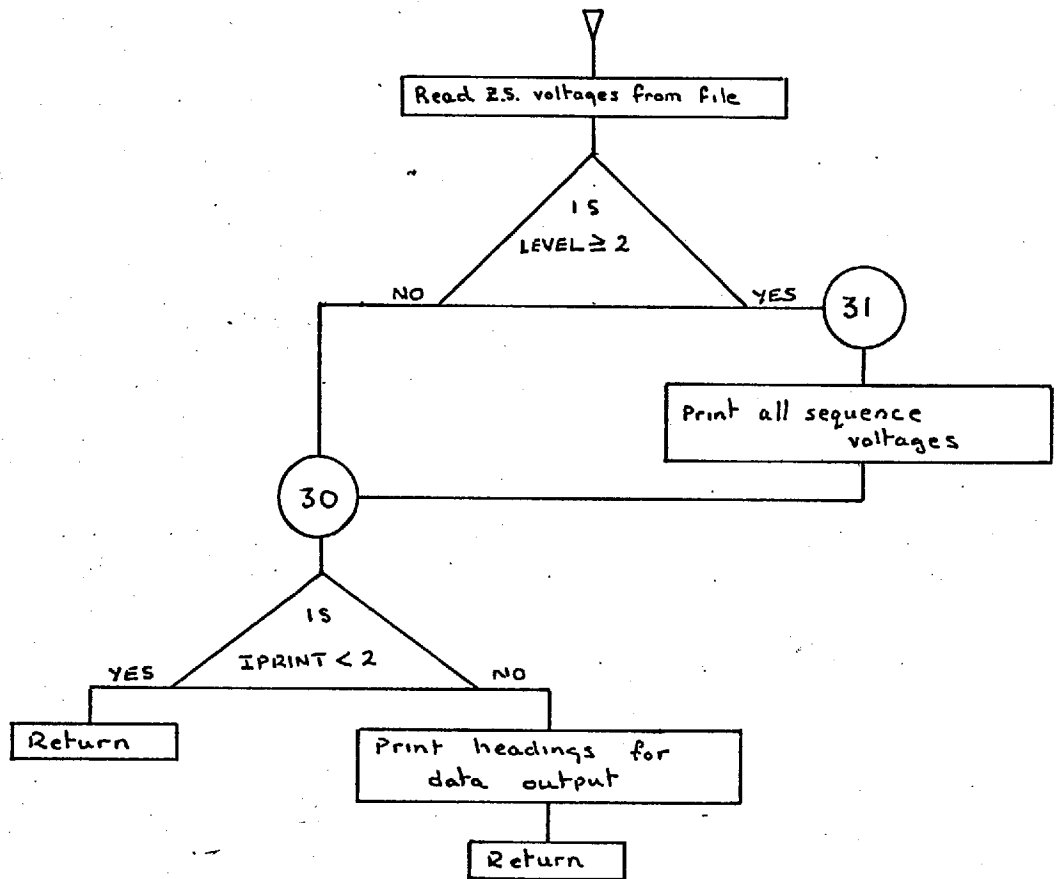 Read Z.S. voltages from file
IS
LEVEL ≥ 2
NO
YES
31
Print all sequence
voltages
30
IS
IPRINT < 2
YES
NO
Return
Print headings for
data output
Return